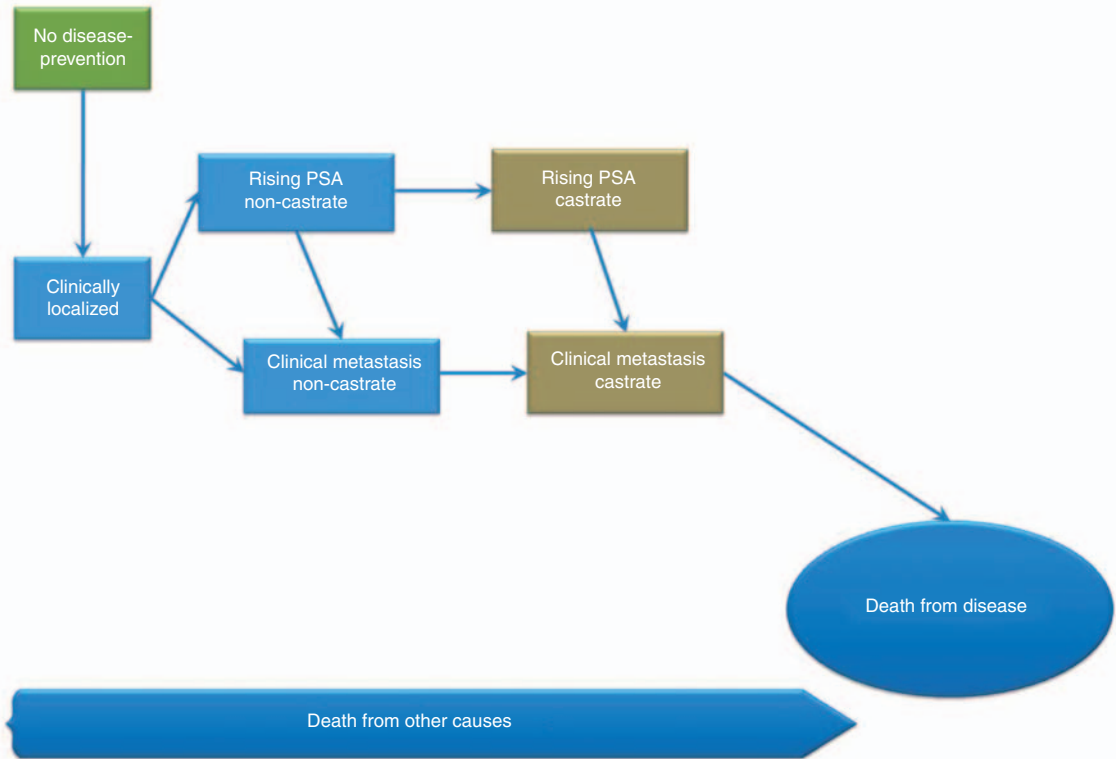 No disease-
prevention
Rising PSA
non-castrate
Rising PSA
castrate
Clinically
localized
Clinical metastasis
non-castrate
Clinical metastasis
castrate
Death from disease
Death from other causes